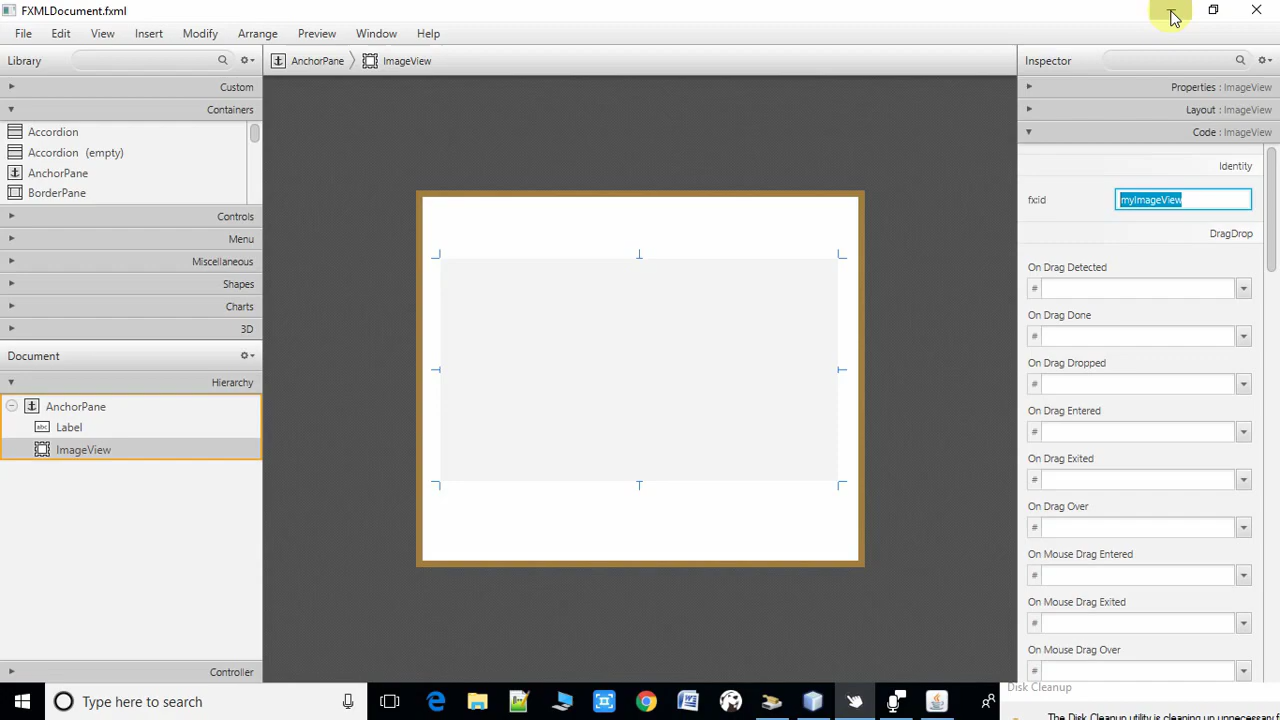 FXMLDocument.fxml
File Edit View Insert Modify Arrange Preview Window Help
Library
Custom
Containers
Accordion
Accordion (empty)
AnchorPane
BorderPane
Controls
Menu
Miscellaneous
Shapes
Charts
3D
Document
Hierarchy
AnchorPane
abc Label
ImageView
Controller
AnchorPane ImageView
Inspector
Properties : ImageView
Layout : ImageView
Code : ImageView
Identity
fx:id myImageView
DragDrop
On Drag Detected
#
On Drag Done
#
On Drag Dropped
#
On Drag Entered
#
On Drag Exited
#
On Drag Over
#
On Mouse Drag Entered
#
On Mouse Drag Exited
#
On Mouse Drag Over
#
Type here to search
Disk Cleanup
The Disk Cleanup utility is cleaning up unnecessary f